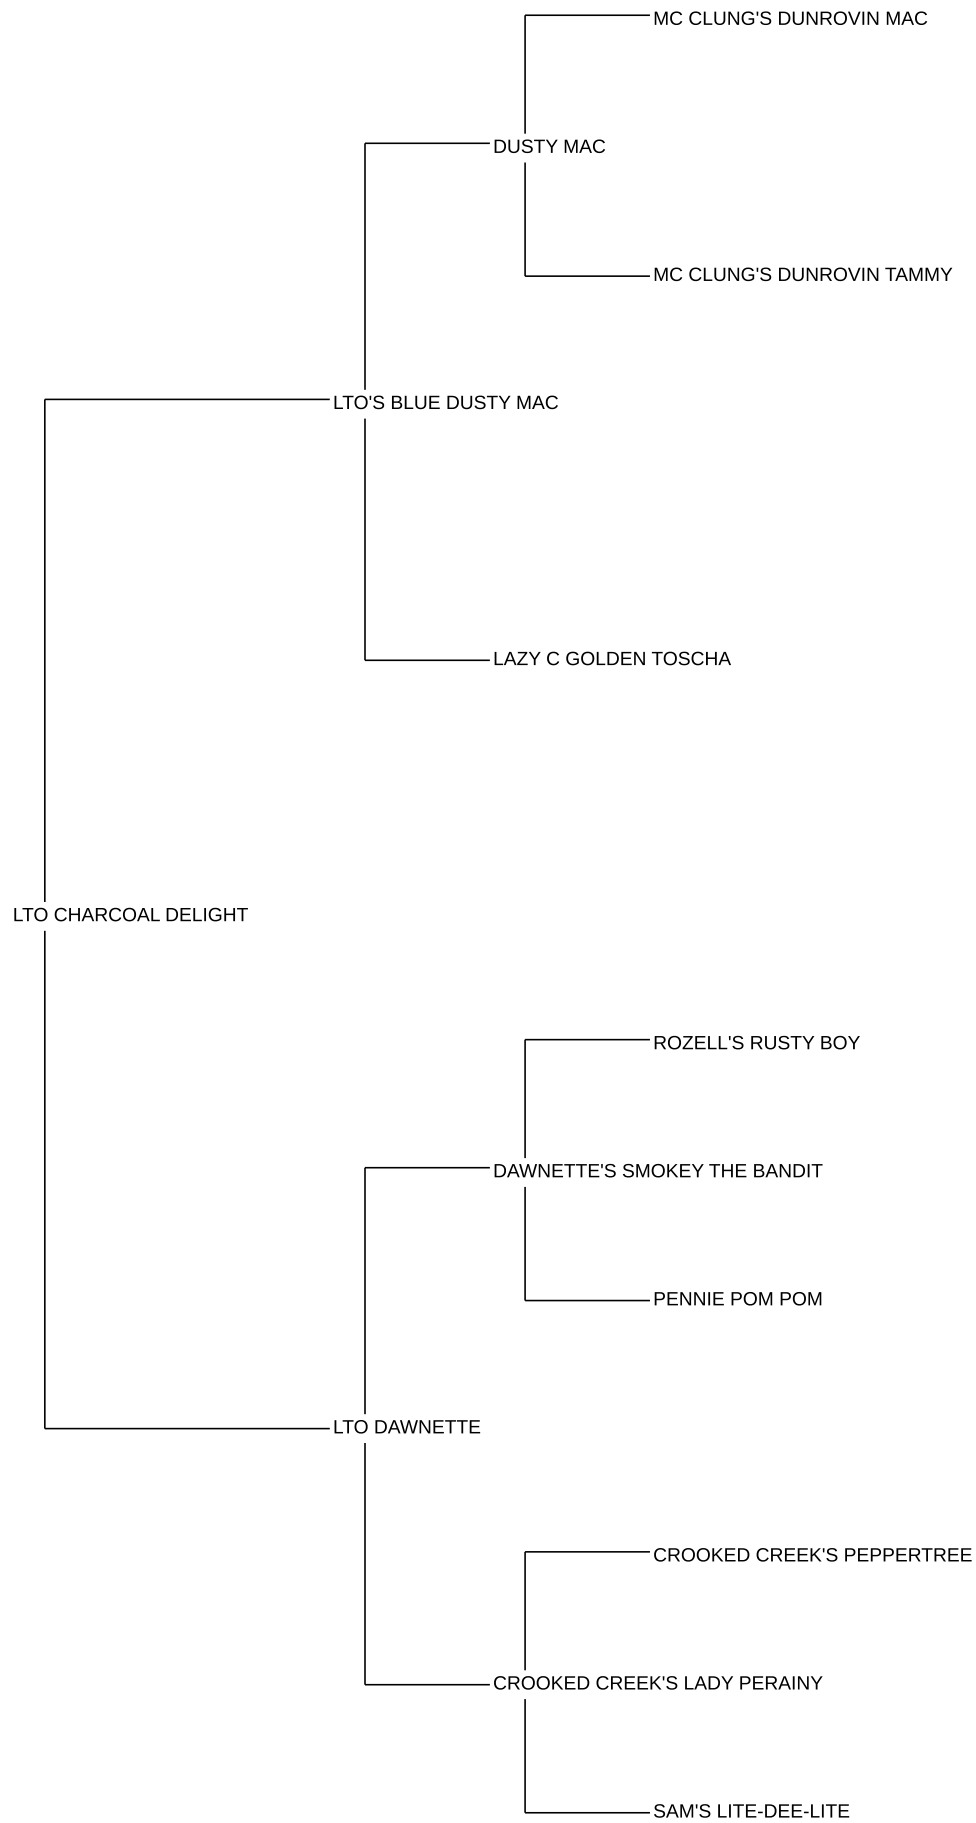 MC CLUNG'S DUNROVIN MAC
DUSTY MAC
MC CLUNG'S DUNROVIN TAMMY
LTO'S BLUE DUSTY MAC
LAZY C GOLDEN TOSCHA
LTO CHARCOAL DELIGHT
ROZELL'S RUSTY BOY
DAWNETTE'S SMOKEY THE BANDIT
PENNIE POM POM
LTO DAWNETTE
CROOKED CREEK'S PEPPERTREE
CROOKED CREEK'S LADY PERAINY
SAM'S LITE-DEE-LITE